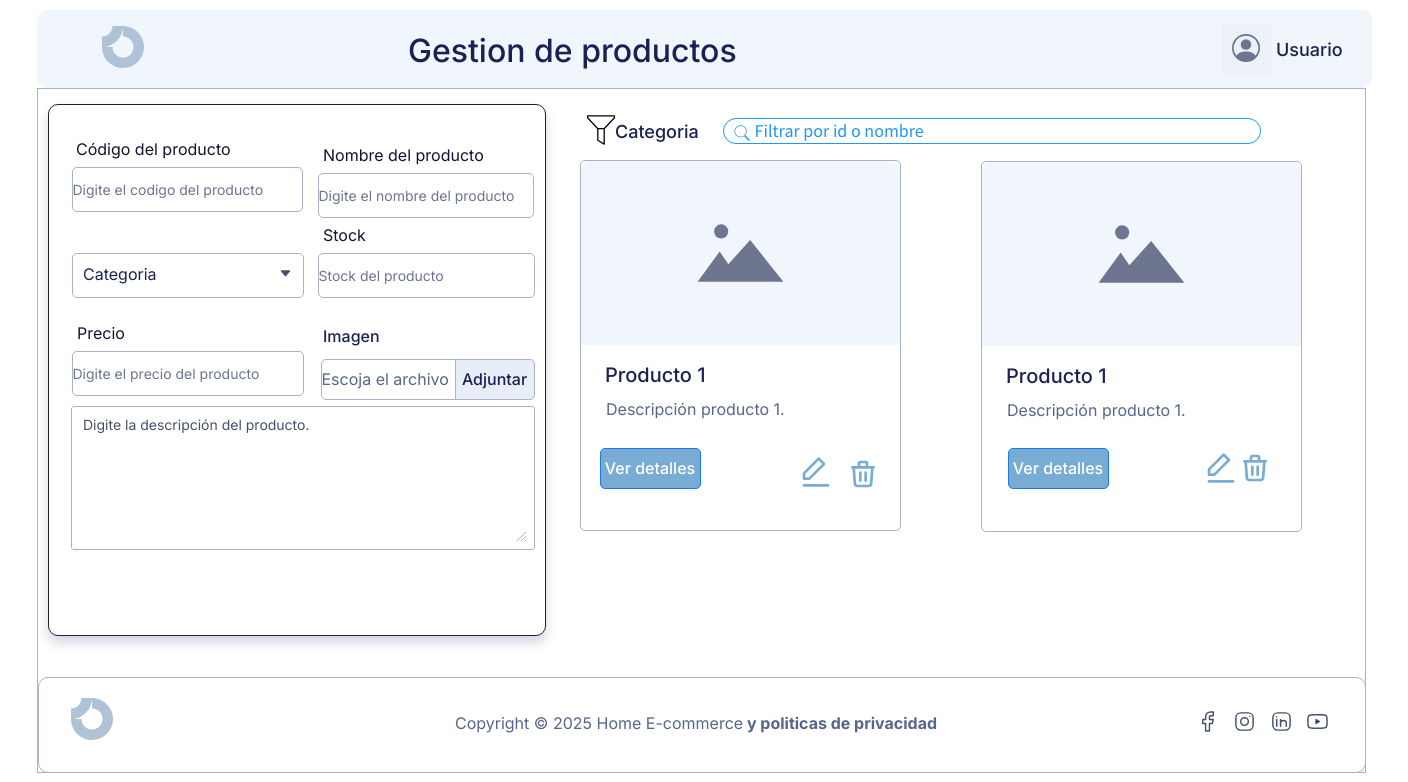 Gestion de productos
Usuario
Código del producto
Nombre del producto
Digite el codigo del producto
Digite el nombre del producto
Stock
Categoria
Stock del producto
Precio
Imagen
Digite el precio del producto
Escoja el archivo
Adjuntar
Digite la descripción del producto.
Categoria
Filtrar por id o nombre
Producto 1
Descripción producto 1.
Ver detalles
Producto 1
Descripción producto 1.
Ver detalles
Copyright © 2025 Home E-commerce y politicas de privacidad